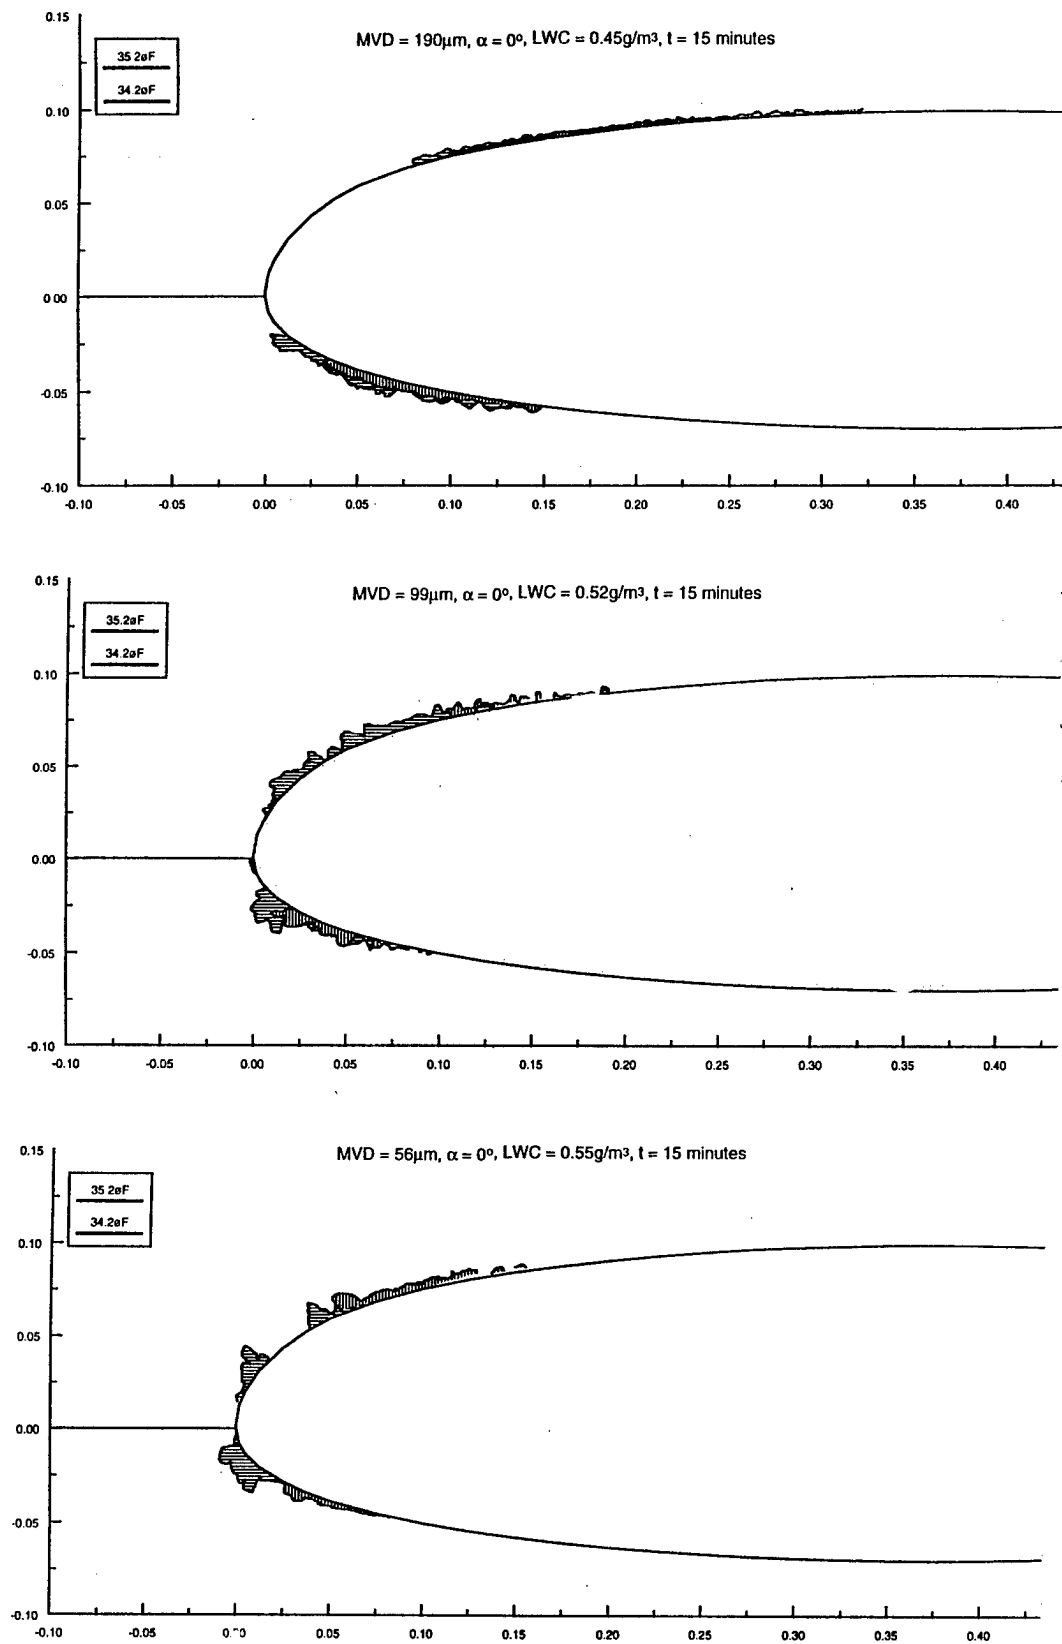 MVD = 190µm, α = 0º, LWC = 0.45g/m³, t = 15 minutes
35.2øF
34.2øF
0.15
0.10
0.05
0.00
-0.05
-0.10
-0.10 -0.05 0.00 0.05 0.10 0.15 0.20 0.25 0.30 0.35 0.40
MVD = 99µm, α = 0º, LWC = 0.52g/m³, t = 15 minutes
35.2øF
34.2øF
0.15
0.10
0.05
0.00
-0.05
-0.10
-0.10 -0.05 0.00 0.05 0.10 0.15 0.20 0.25 0.30 0.35 0.40
MVD = 56µm, α = 0º, LWC = 0.55g/m³, t = 15 minutes
35.2øF
34.2øF
0.15
0.10
0.05
0.00
-0.05
-0.10
-0.10 -0.05 0.05 0.10 0.15 0.20 0.25 0.30 0.35 0.40